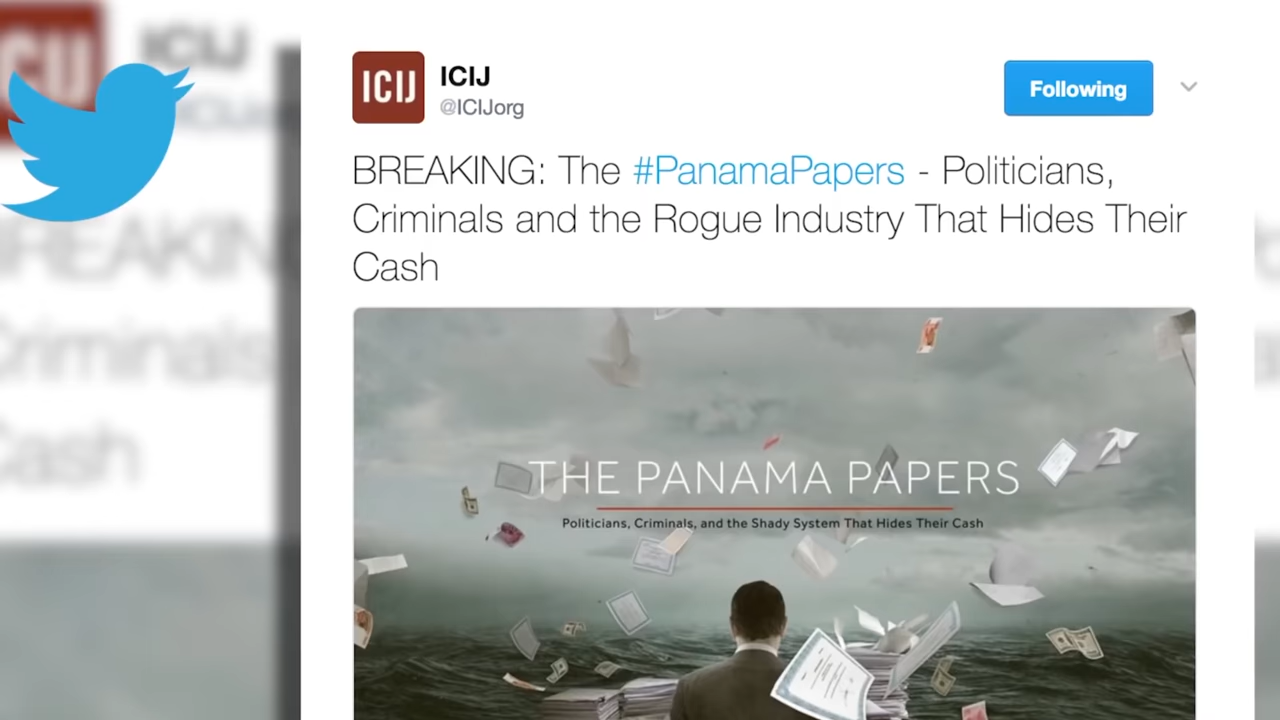 ICIJ
ICIJ
@ICIJorg
Following
BREAKING: The #PanamaPapers - Politicians,
Criminals and the Rogue Industry That Hides Their
Cash
THE PANAMA PAPERS
Politicians, Criminals, and the Shady System That Hides Their Cash